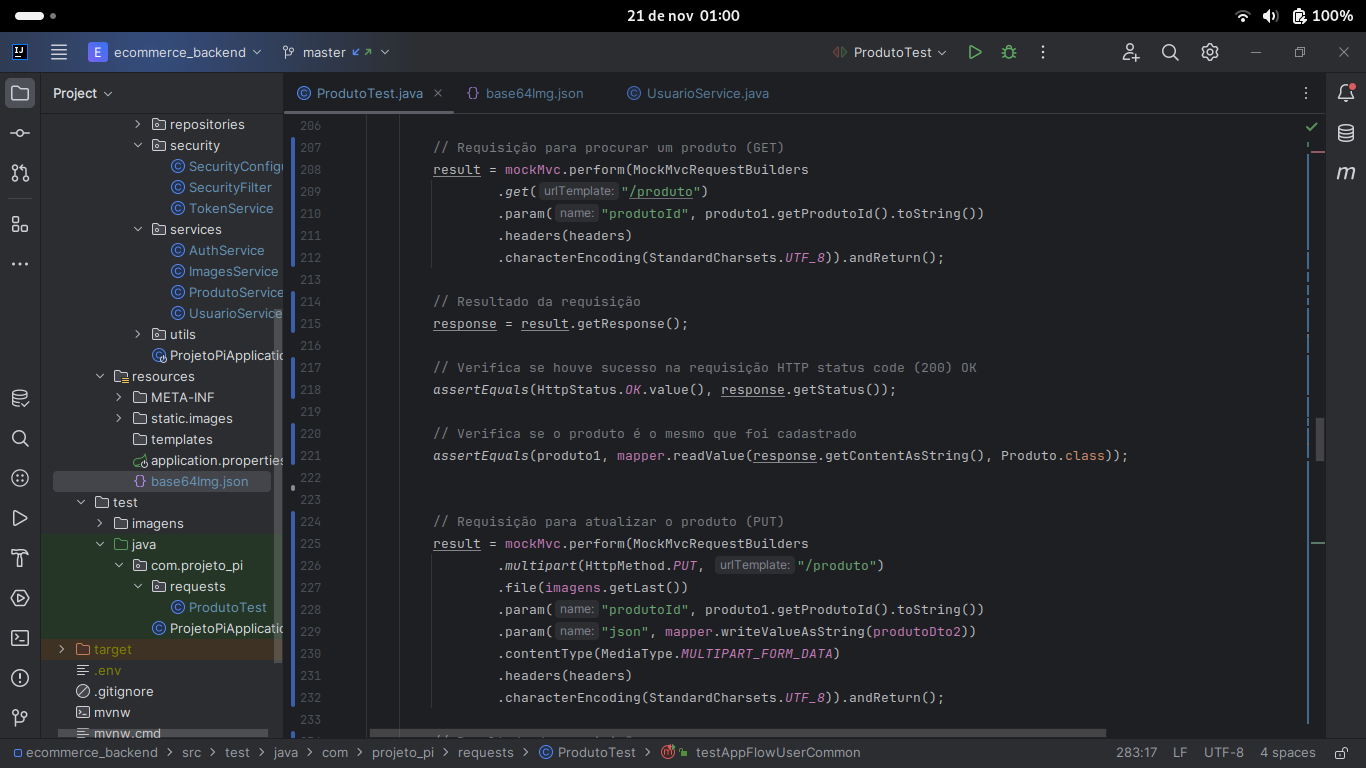 21 de nov 01:00
100%
IJ
E ecommerce_backend
master
ProdutoTest
Project
ProdutoTest.java
{} base64Img.json
UsuarioService.java
repositories
security
SecurityConfigu
SecurityFilter
TokenService
services
AuthService
ImagesService
ProdutoService
UsuarioService
utils
ProjetoPiApplicatio
resources
META-INF
static.images
templates
application.properties
{} base64Img.json
test
imagens
java
com.projeto_pi
requests
ProdutoTest
ProjetoPiApplicatio
target
.env
.gitignore
mvnw
mvnw.cmd
206
207 // Requisição para procurar um produto (GET)
208 result = mockMvc.perform(MockMvcRequestBuilders
209 .get( urlTemplate: "/produto")
210 .param( name: "produtoId", produto1.getProdutoId().toString())
211 .headers(headers)
212 .characterEncoding(StandardCharsets.UTF_8)).andReturn();
213
214 // Resultado da requisição
215 response = result.getResponse();
216
217 // Verifica se houve sucesso na requisição HTTP status code (200) OK
218 assertEquals(HttpStatus.OK.value(), response.getStatus());
219
220 // Verifica se o produto é o mesmo que foi cadastrado
221 assertEquals(produto1, mapper.readValue(response.getContentAsString(), Produto.class));
222
223
224 // Requisição para atualizar o produto (PUT)
225 result = mockMvc.perform(MockMvcRequestBuilders
226 .multipart(HttpMethod.PUT, urlTemplate: "/produto")
227 .file(imagens.getLast())
228 .param( name: "produtoId", produto1.getProdutoId().toString())
229 .param( name: "json", mapper.writeValueAsString(produtoDto2))
230 .contentType(MediaType.MULTIPART_FORM_DATA)
231 .headers(headers)
232 .characterEncoding(StandardCharsets.UTF_8)).andReturn();
233
m
ecommerce_backend > src > test > java > com > projeto_pi > requests > ProdutoTest > testAppFlowUserCommon
283:17 LF UTF-8 4 spaces